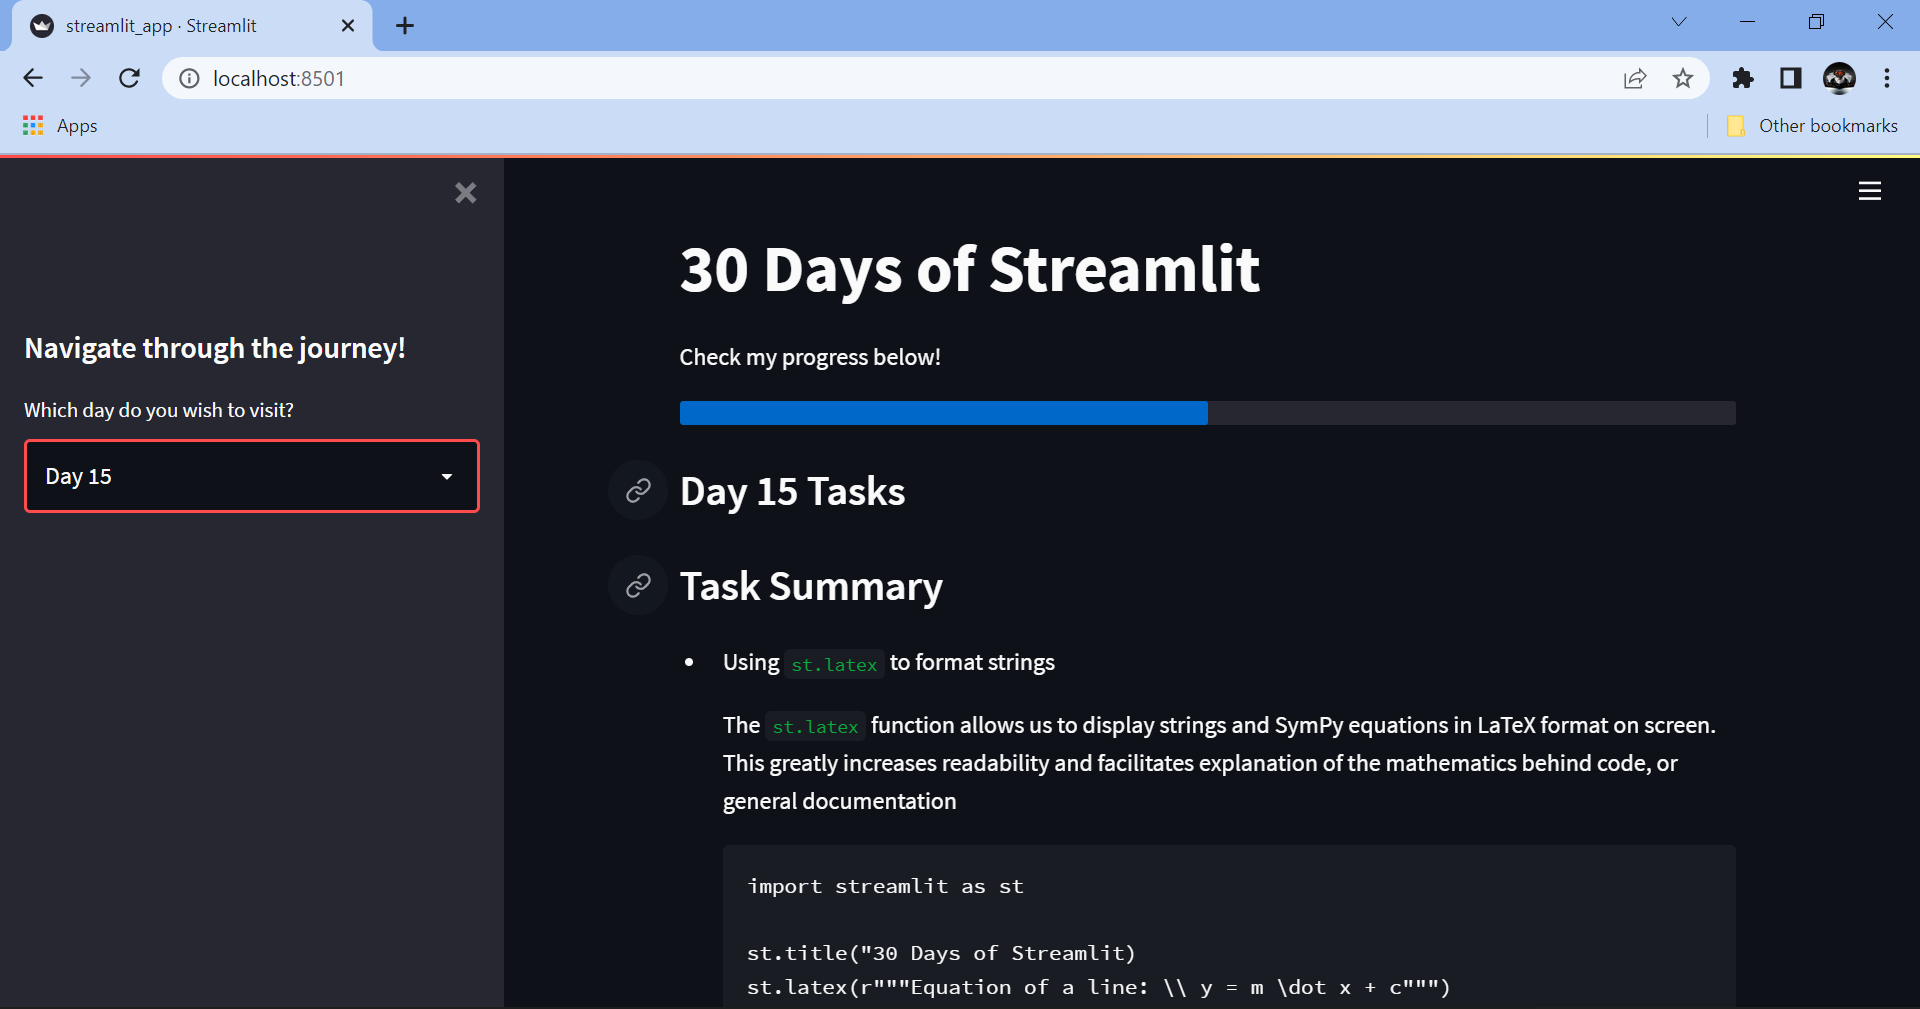 streamlit_app · Streamlit
localhost:8501
Apps
Other bookmarks
Navigate through the journey!
Which day do you wish to visit?
Day 15
30 Days of Streamlit
Check my progress below!
Day 15 Tasks
Task Summary
Using st.latex to format strings
The st.latex function allows us to display strings and SymPy equations in LaTeX format on screen.
This greatly increases readability and facilitates explanation of the mathematics behind code, or
general documentation
import streamlit as st
st.title("30 Days of Streamlit)
st.latex(r"""Equation of a line: \\ y = m \dot x + c""")